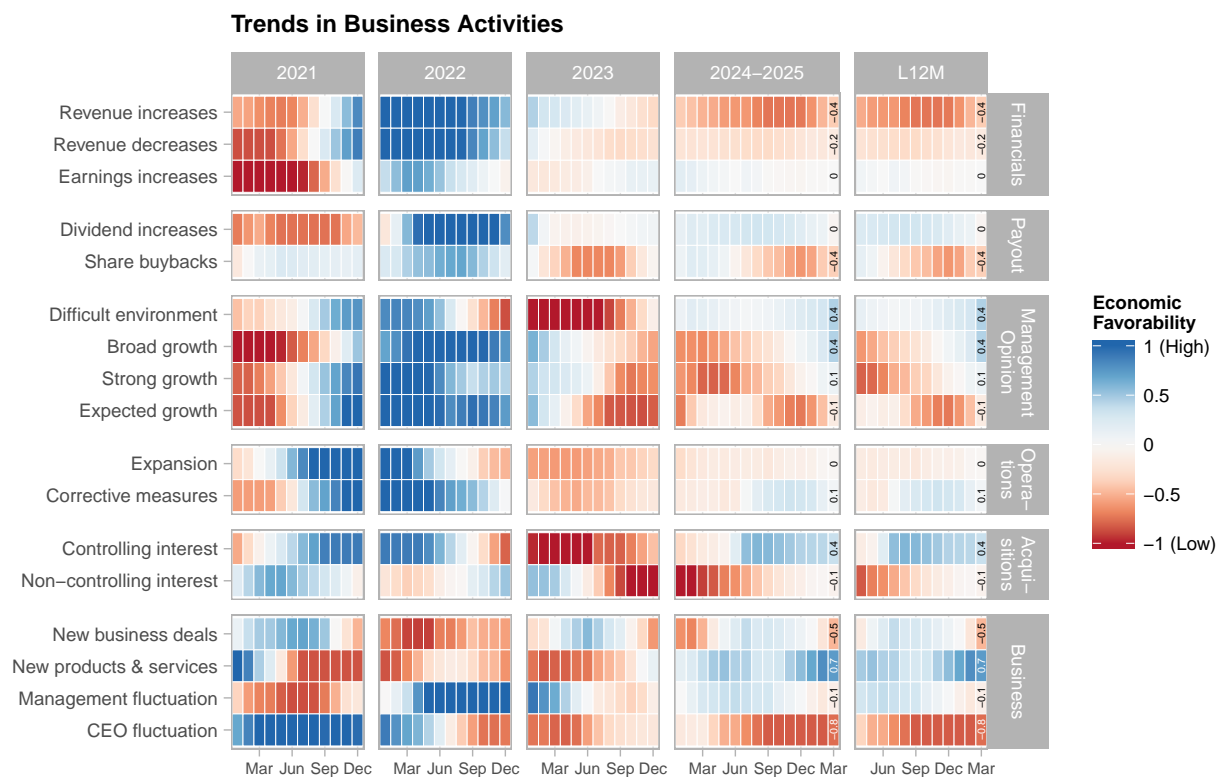 Trends in Business Activities
2021 2022 2023 2024–2025 L12M
Revenue increases −0.4 −0.4
Revenue decreases −0.2 −0.2
Earnings increases 0 0
Financials
Dividend increases 0 0
Share buybacks −0.4 −0.4
Payout
Difficult environment 0.4 0.4
Broad growth 0.4 0.4
Strong growth 0.1 0.1
Expected growth −0.1 −0.1
Management
Opinion
Expansion 0 0
Corrective measures 0.1 0.1
Opera–
tions
Controlling interest 0.4 0.4
Non−controlling interest −0.1 −0.1
Acqui–
sitions
New business deals −0.5 −0.5
New products & services 0.7 0.7
Management fluctuation −0.1 −0.1
CEO fluctuation −0.8 −0.8
Business
Mar Jun Sep Dec Mar Jun Sep Dec Mar Jun Sep Dec Mar Jun Sep Dec Mar Jun Sep Dec Mar
Economic
Favorability
1 (High)
0.5
0
−0.5
−1 (Low)